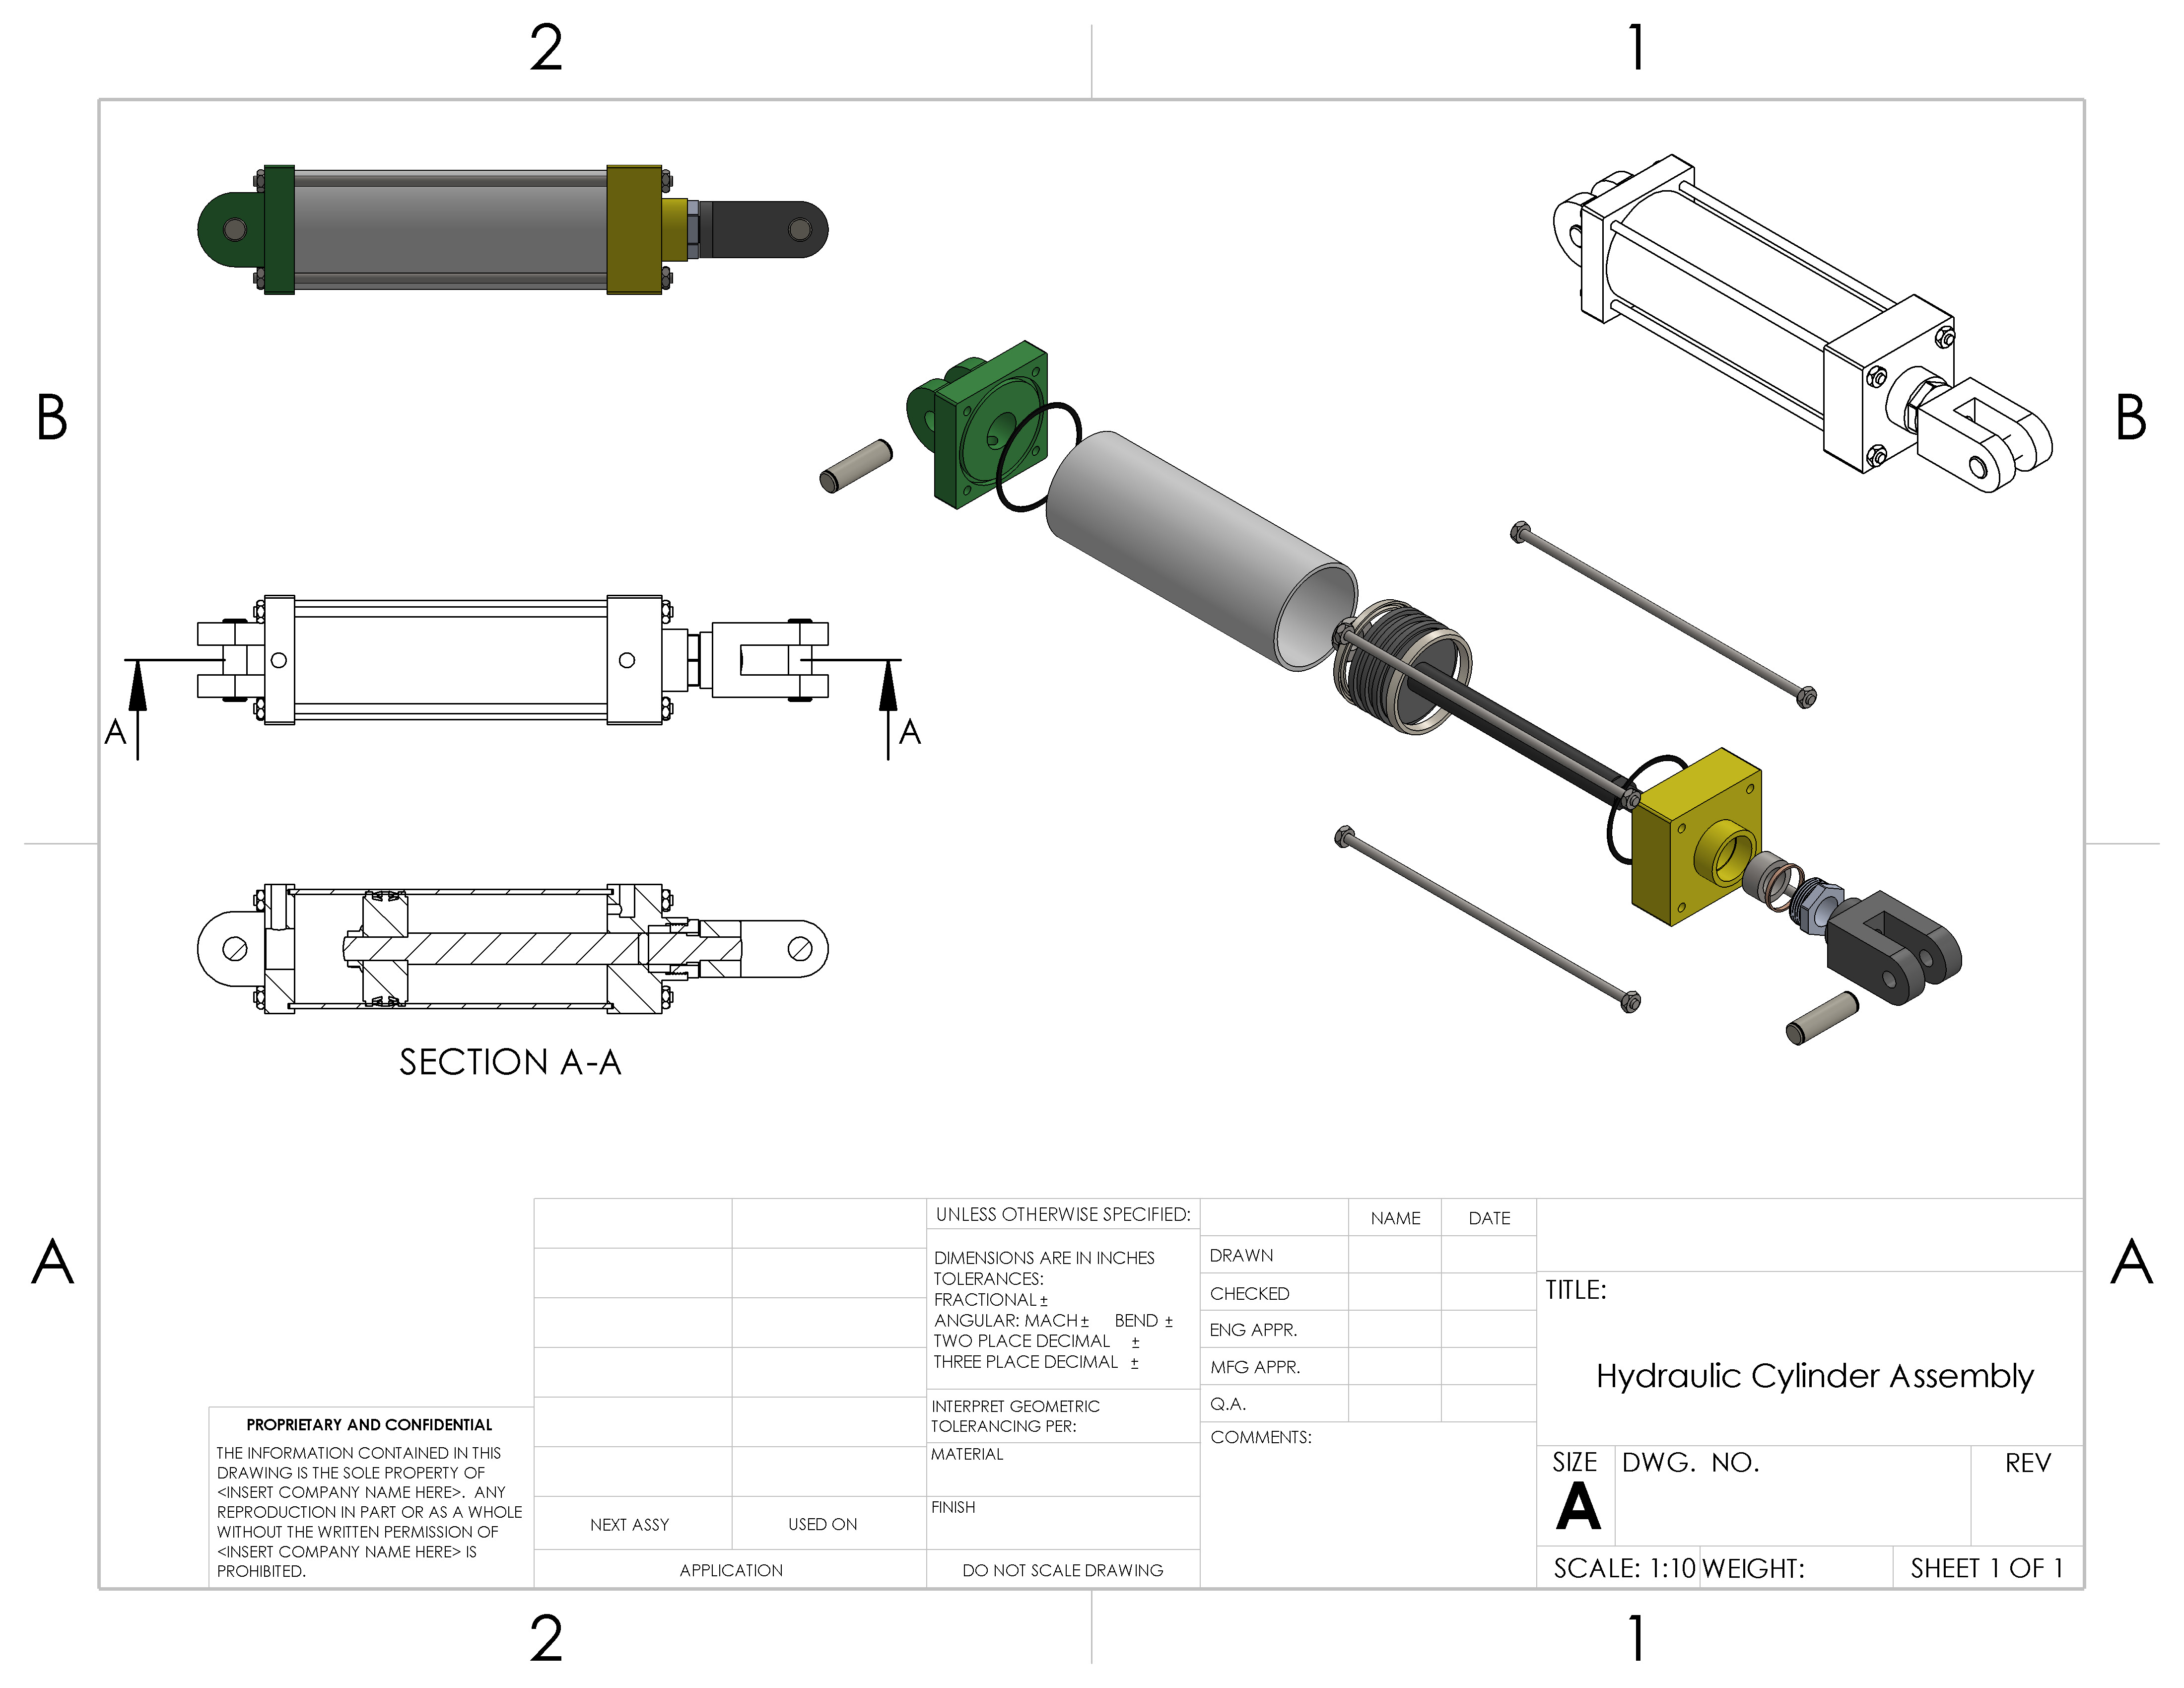 2
1
B
B
A
A
SECTION A-A
A
A
PROPRIETARY AND CONFIDENTIAL
THE INFORMATION CONTAINED IN THIS
DRAWING IS THE SOLE PROPERTY OF
<INSERT COMPANY NAME HERE>. ANY
REPRODUCTION IN PART OR AS A WHOLE
WITHOUT THE WRITTEN PERMISSION OF
<INSERT COMPANY NAME HERE> IS
PROHIBITED.
NEXT ASSY
USED ON
APPLICATION
UNLESS OTHERWISE SPECIFIED:
DIMENSIONS ARE IN INCHES
TOLERANCES:
FRACTIONAL ±
ANGULAR: MACH ± BEND ±
TWO PLACE DECIMAL ±
THREE PLACE DECIMAL ±
INTERPRET GEOMETRIC
TOLERANCING PER:
MATERIAL
FINISH
DO NOT SCALE DRAWING
NAME
DATE
DRAWN
CHECKED
ENG APPR.
MFG APPR.
Q.A.
COMMENTS:
TITLE:
Hydraulic Cylinder Assembly
SIZE
A
DWG. NO.
REV
SCALE: 1:10
WEIGHT:
SHEET 1 OF 1
2
1